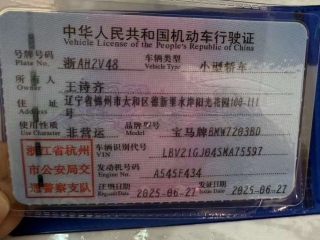 中华人民共和国机动车行驶证
Vehicle License of the People's Republic of China
号牌号码 浙AH2V48 车辆类型 小型轿车
Plate No. Vehicle Type
所有人 王诗齐
Owner
住址 辽宁省锦州市太和区德新里水岸阳光花园100-111
Address 号
使用性质 非营运 品牌型号 宝马牌BMW7203BD
Use Character Model
浙江省杭州 车辆识别代号 LBV21GJ045MA75597
VIN
市公安局交 发动机号码 A545F434
Engine No.
通警察支队 注册日期 2025-06-27 发证日期 2025-06-27
Register Date Issue Date